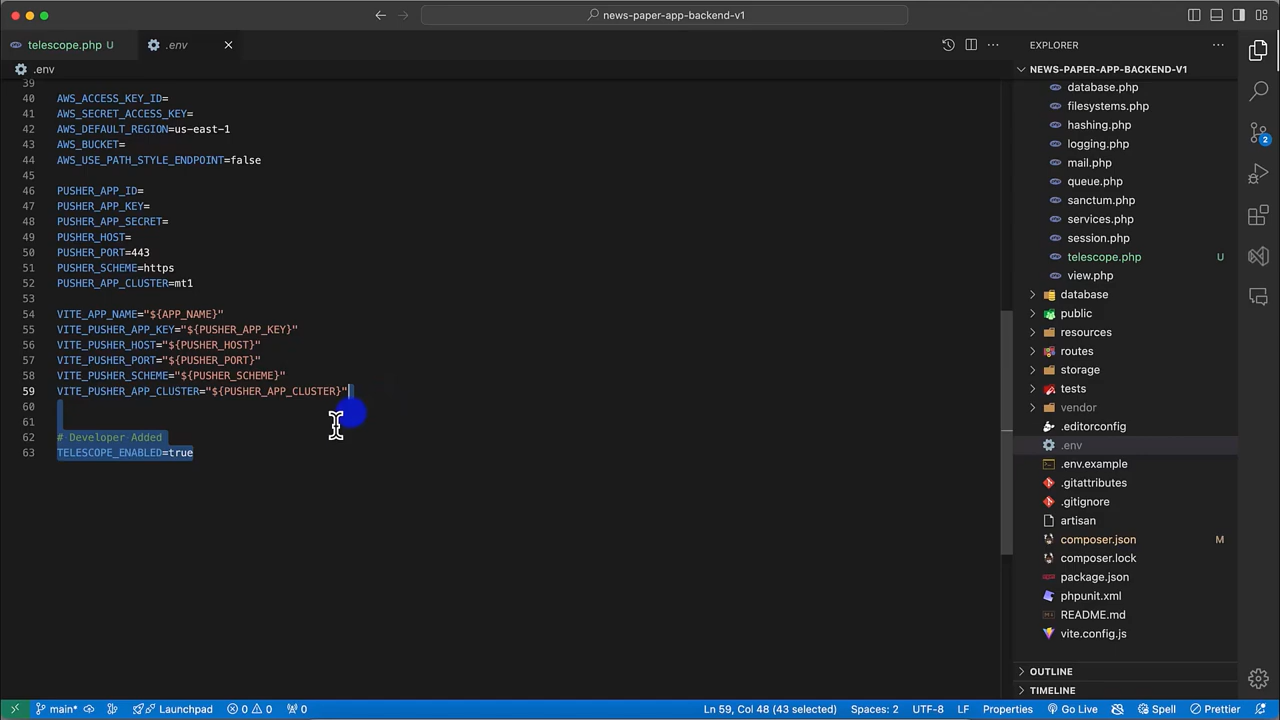 news-paper-app-backend-v1
telescope.php U
.env
EXPLORER
.env
NEWS-PAPER-APP-BACKEND-V1
39
40 AWS_ACCESS_KEY_ID=
41 AWS_SECRET_ACCESS_KEY=
42 AWS_DEFAULT_REGION=us-east-1
43 AWS_BUCKET=
44 AWS_USE_PATH_STYLE_ENDPOINT=false
45
46 PUSHER_APP_ID=
47 PUSHER_APP_KEY=
48 PUSHER_APP_SECRET=
49 PUSHER_HOST=
50 PUSHER_PORT=443
51 PUSHER_SCHEME=https
52 PUSHER_APP_CLUSTER=mt1
53
54 VITE_APP_NAME="${APP_NAME}"
55 VITE_PUSHER_APP_KEY="${PUSHER_APP_KEY}"
56 VITE_PUSHER_HOST="${PUSHER_HOST}"
57 VITE_PUSHER_PORT="${PUSHER_PORT}"
58 VITE_PUSHER_SCHEME="${PUSHER_SCHEME}"
59 VITE_PUSHER_APP_CLUSTER="${PUSHER_APP_CLUSTER}"
60
61
62 # Developer Added
63 TELESCOPE_ENABLED=true
database.php
filesystems.php
hashing.php
logging.php
mail.php
queue.php
sanctum.php
services.php
session.php
telescope.php U
view.php
database
public
resources
routes
storage
tests
vendor
.editorconfig
.env
.env.example
.gitattributes
.gitignore
artisan
composer.json M
composer.lock
package.json
phpunit.xml
README.md
vite.config.js
OUTLINE
TIMELINE
2
main* Launchpad 0 0 0 Ln 59, Col 48 (43 selected) Spaces: 2 UTF-8 LF Properties Go Live Spell Prettier